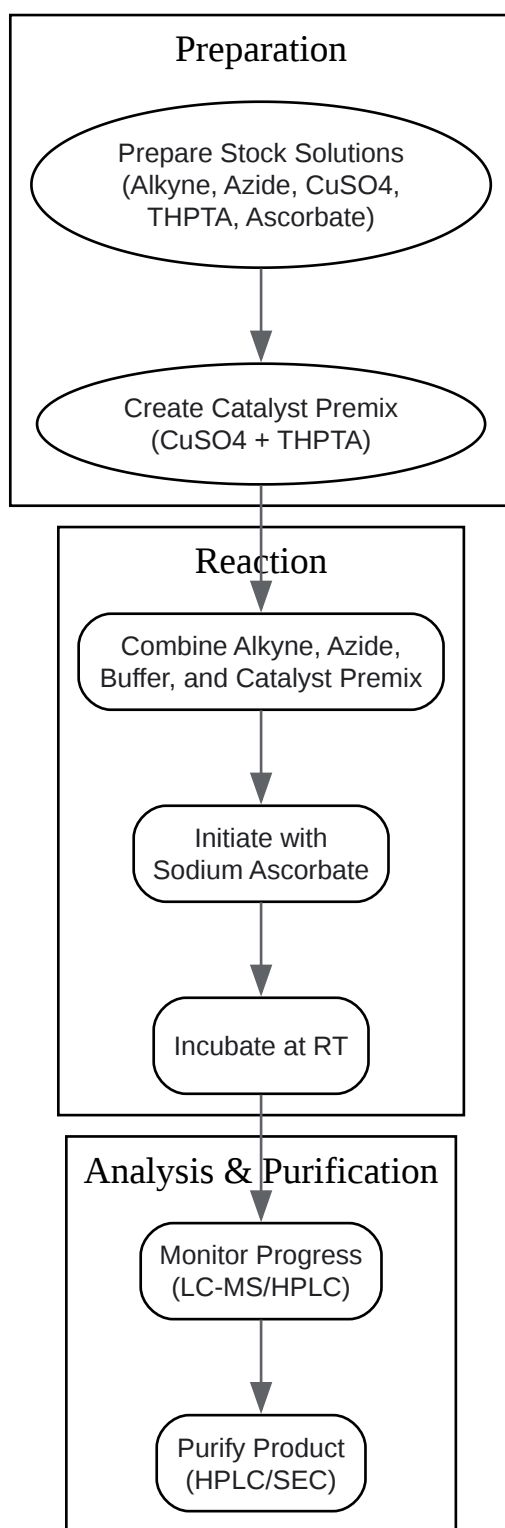 Preparation
Prepare Stock Solutions
(Alkyne, Azide, CuSO4,
THPTA, Ascorbate)
Create Catalyst Premix
(CuSO4 + THPTA)
Reaction
Combine Alkyne, Azide,
Buffer, and Catalyst Premix
Initiate with
Sodium Ascorbate
Incubate at RT
Analysis & Purification
Monitor Progress
(LC-MS/HPLC)
Purify Product
(HPLC/SEC)